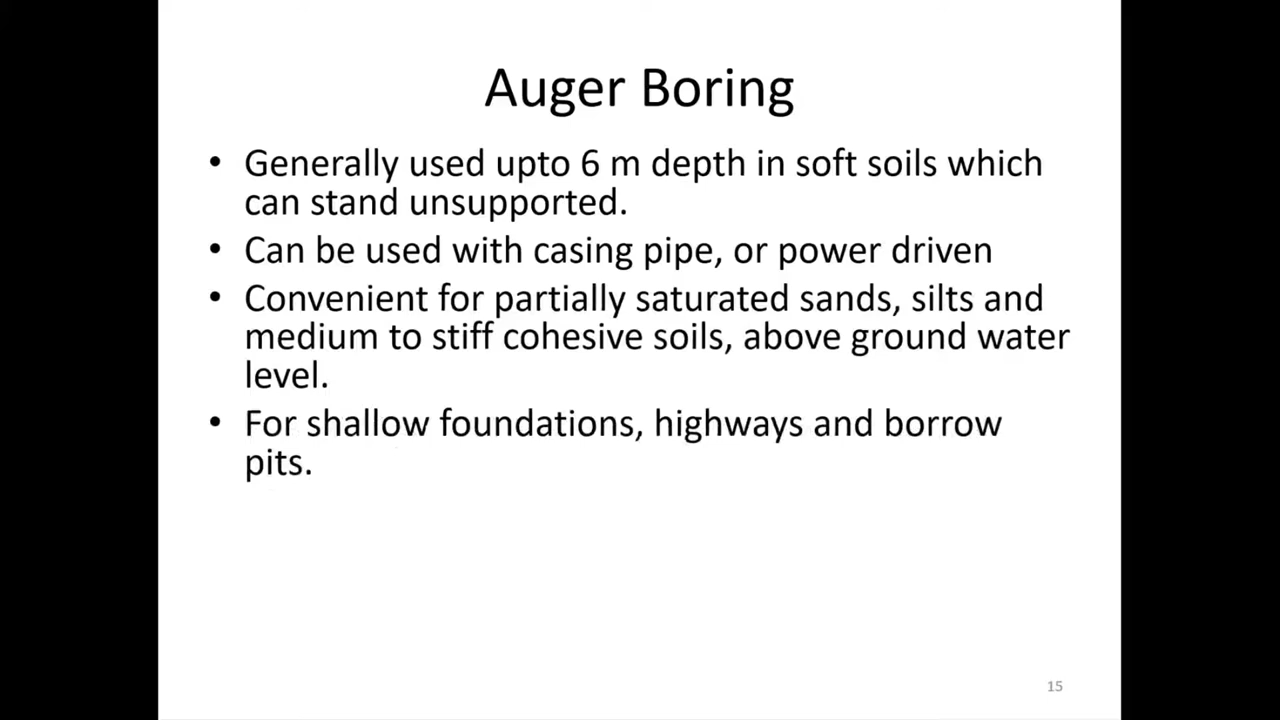 Auger Boring
• Generally used upto 6 m depth in soft soils which
can stand unsupported.
• Can be used with casing pipe, or power driven
• Convenient for partially saturated sands, silts and
medium to stiff cohesive soils, above ground water
level.
• For shallow foundations, highways and borrow
pits.
15